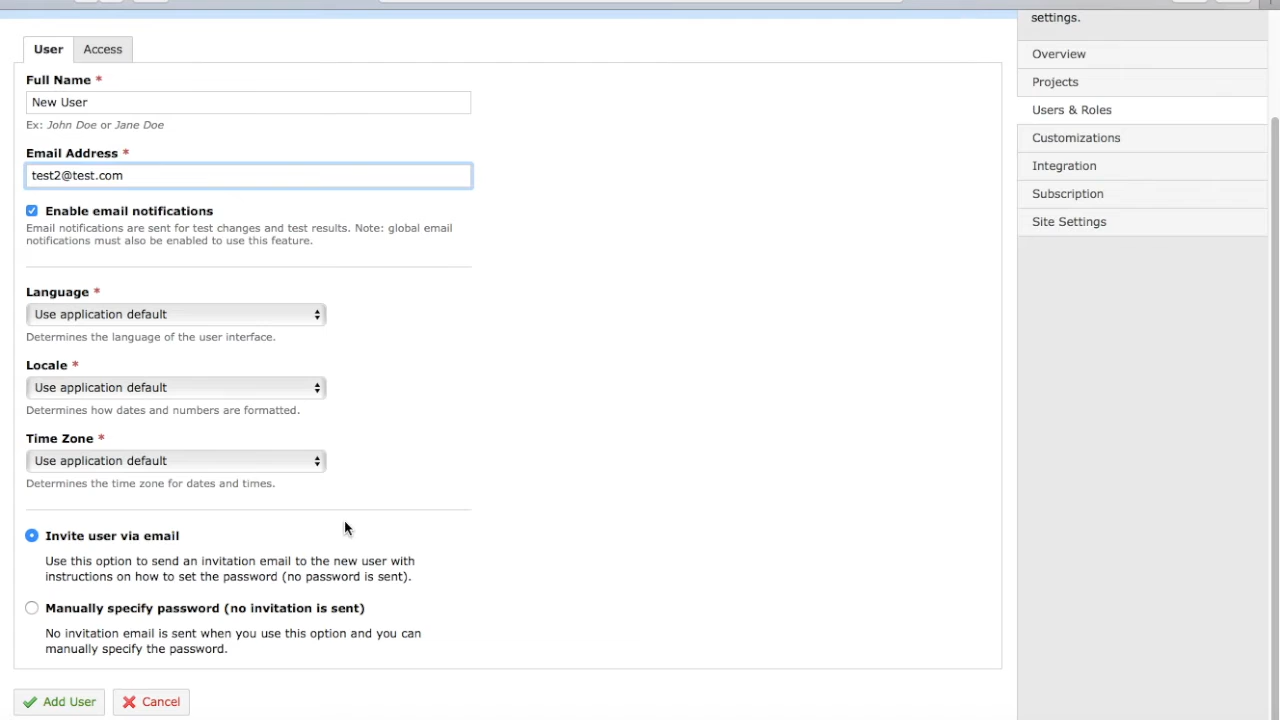 settings.
User
Access
Full Name *
New User
Ex: John Doe or Jane Doe
Email Address *
test2@test.com
Enable email notifications
Email notifications are sent for test changes and test results. Note: global email
notifications must also be enabled to use this feature.
Language *
Use application default
Determines the language of the user interface.
Locale *
Use application default
Determines how dates and numbers are formatted.
Time Zone *
Use application default
Determines the time zone for dates and times.
Invite user via email
Use this option to send an invitation email to the new user with
instructions on how to set the password (no password is sent).
Manually specify password (no invitation is sent)
No invitation email is sent when you use this option and you can
manually specify the password.
Add User
Cancel
Overview
Projects
Users & Roles
Customizations
Integration
Subscription
Site Settings